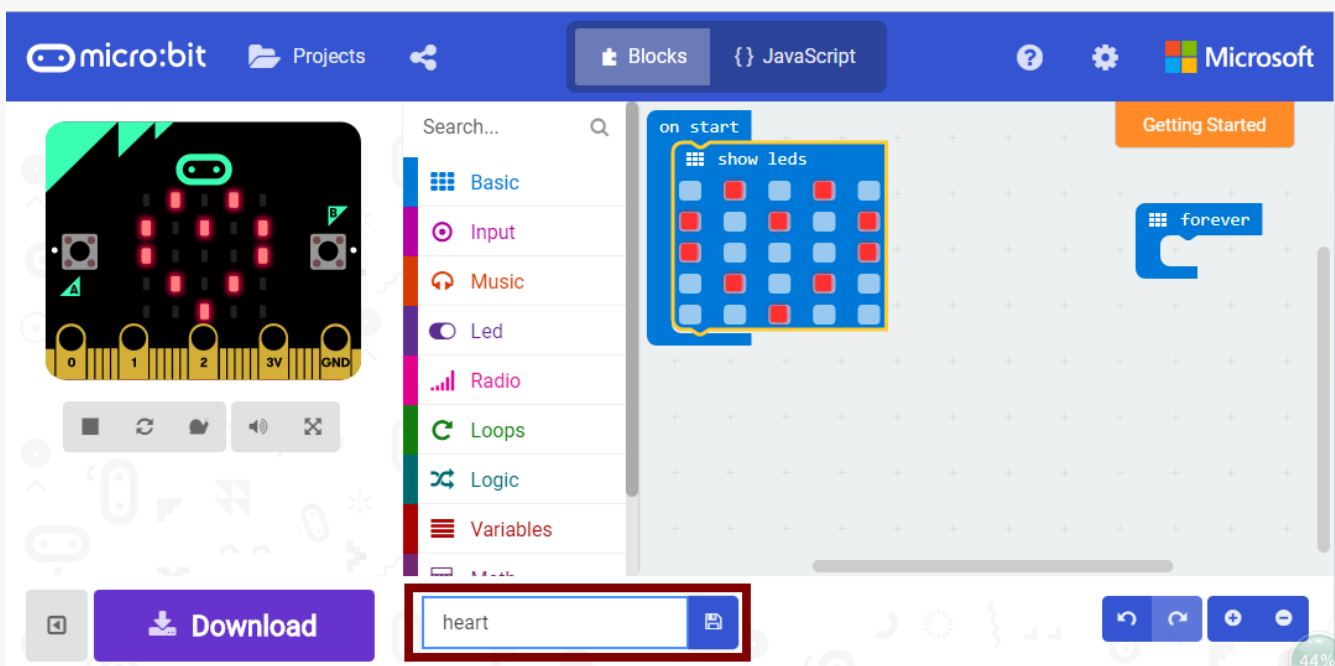 micro:bit
Projects
Blocks
{} JavaScript
Microsoft
Search...
Basic
Input
Music
Led
Radio
Loops
Logic
Variables
Math
on start
show leds
Getting Started
forever
B
A
0 1 2 3V GND
Download
heart
44%